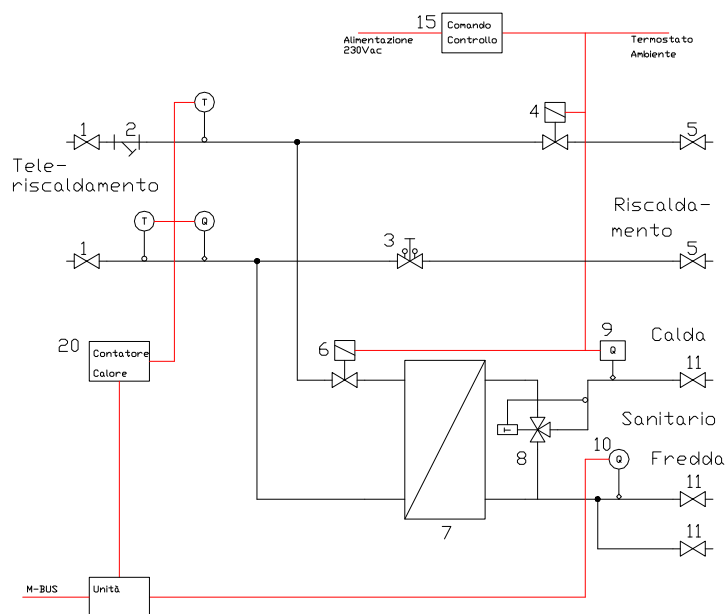 15
Comando
Controllo
Alimentazione
230Vac
Termostato
Ambiente
T
4
1
2
5
Tele-
riscaldamento
T
Q
Riscalda-
mento
1
3
5
20
Contatore
Calore
6
9
Q
Calda
11
Sanitario
T
8
10
Q
Fredda
11
7
11
M-BUS
Unità